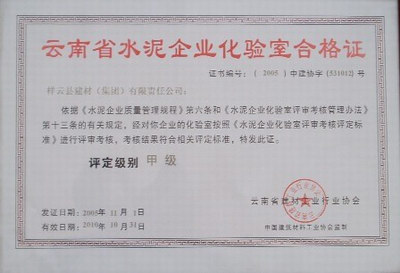 云南省水泥企业化验室合格证
证书编号：（ 2005 ）中建协字（531012）号
祥云县建材（集团）有限责任公司：
依据《水泥企业质量管理规程》第六条和《水泥企业化验室评审考核管理办法》
第十三条的有关规定，经对你企业的化验室按照《水泥企业化验室评审考核评定标
准》进行评审考核，考核结果符合相关评定标准，特发此证。
评定级别 甲 级
云南省建材工业行业协会
发证日期：2005年 11月 1日
有效日期：2010年 10月 31日
中国建筑材料工业协会监制